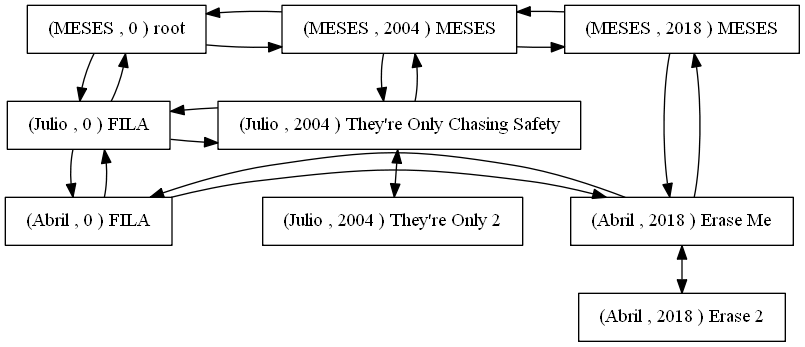 (MESES , 0 ) root
(MESES , 2004 ) MESES
(MESES , 2018 ) MESES
(Julio , 0 ) FILA
(Julio , 2004 ) They're Only Chasing Safety
(Abril , 0 ) FILA
(Julio , 2004 ) They're Only 2
(Abril , 2018 ) Erase Me
(Abril , 2018 ) Erase 2